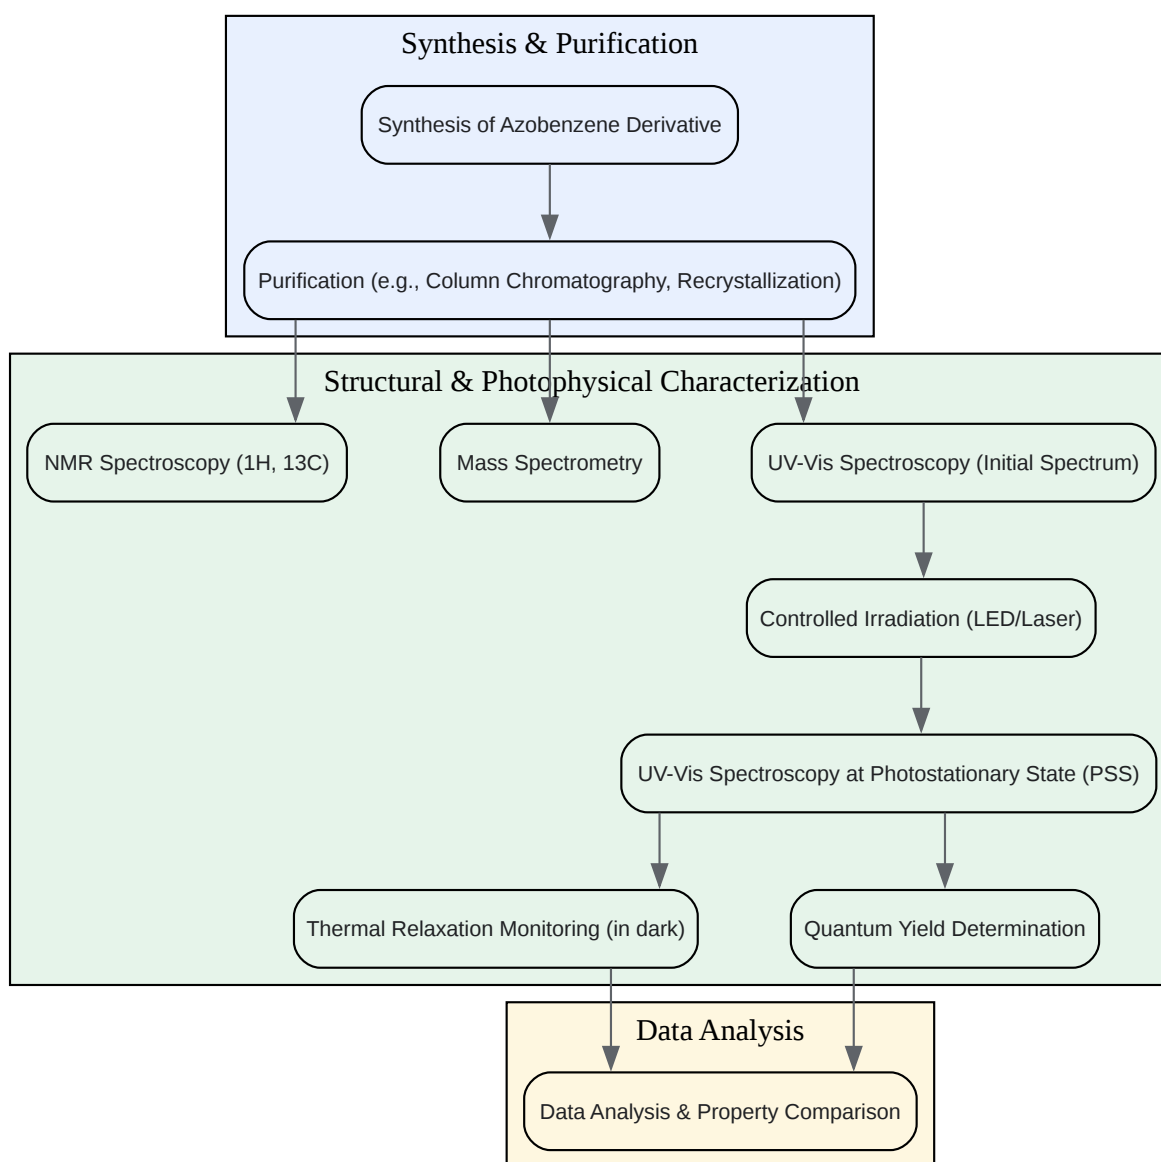 Synthesis & Purification
Synthesis of Azobenzene Derivative
Purification (e.g., Column Chromatography, Recrystallization)
Structural & Photophysical Characterization
NMR Spectroscopy (1H, 13C)
Mass Spectrometry
UV-Vis Spectroscopy (Initial Spectrum)
Controlled Irradiation (LED/Laser)
UV-Vis Spectroscopy at Photostationary State (PSS)
Thermal Relaxation Monitoring (in dark)
Quantum Yield Determination
Data Analysis
Data Analysis & Property Comparison